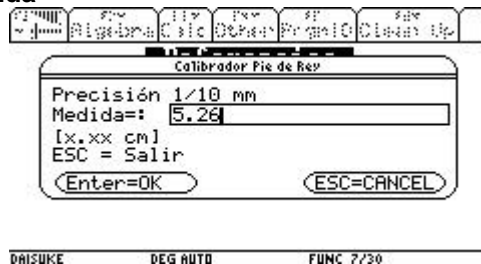 Algebra Calc Other PrgmIO Clean Up
Calibrador Pie de Rey
Precisión 1/10 mm
Medida=: 5.26
[x.xx cm]
ESC = Salir
Enter=OK ESC=CANCEL
DAISUKE DEG AUTO FUNC 7/30